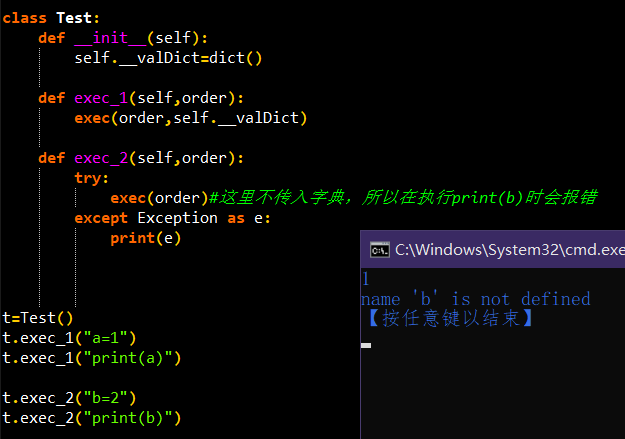 class Test:
    def __init__(self):
        self.__valDict=dict()
    def exec_1(self,order):
        exec(order,self.__valDict)
    def exec_2(self,order):
        try:
            exec(order)#这里不传入字典，所以在执行print(b)时会报错
        except Exception as e:
            print(e)
t=Test()
t.exec_1("a=1")
t.exec_1("print(a)")
t.exec_2("b=2")
t.exec_2("print(b)")
C:\Windows\System32\cmd.exe
1
name 'b' is not defined
【按任意键以结束】